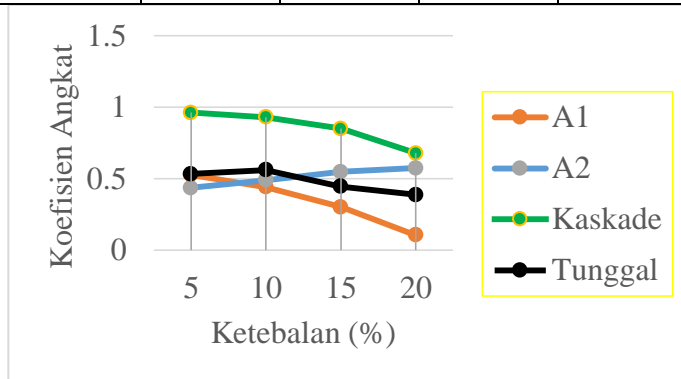 1.5
1
0.5
0
Koefisien Angkat
5 10 15 20
Ketebalan (%)
A1
A2
Kaskade
Tunggal